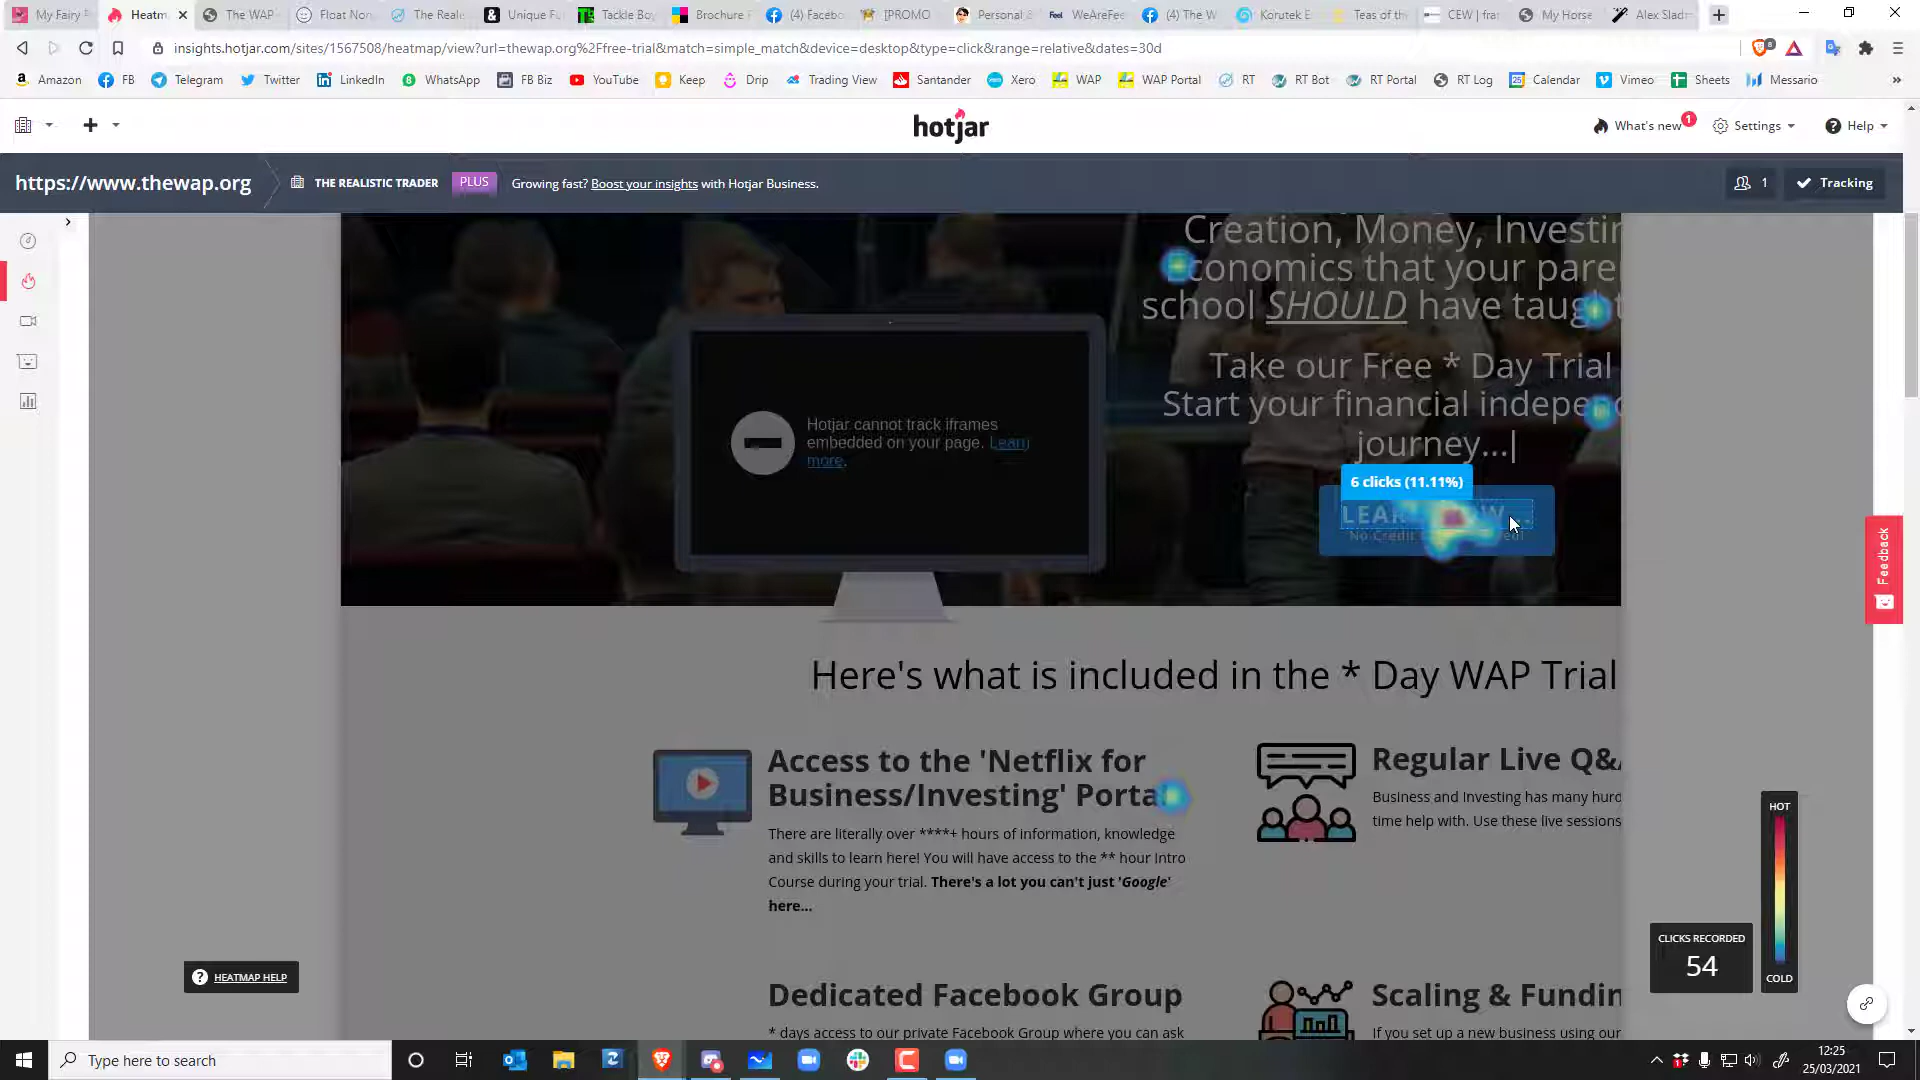 My Fairy
Heatm
The WAP
Float Non
The Reali
Unique Fu
Tackle Bo
Brochure
(4) Facebo
[PROMO
Personal
WeAreFee
(4) The W
Korutek E
Teas of th
CEW | fra
My Horse
Alex Sladm
insights.hotjar.com/sites/1567508/heatmap/view?url=thewap.org%2Ffree-trial&match=simple_match&device=desktop&type=click&range=relative&dates=30d
Amazon FB Telegram Twitter LinkedIn WhatsApp FB Biz YouTube Keep Drip Trading View Santander Xero WAP WAP Portal RT RT Bot RT Portal RT Log Calendar Vimeo Sheets Messario
hotjar
What's new 1 Settings Help
https://www.thewap.org THE REALISTIC TRADER PLUS Growing fast? Boost your insights with Hotjar Business. 1 Tracking
Creation, Money, Investin
conomics that your pare
school SHOULD have taugh
Take our Free * Day Trial
Start your financial indepen
journey...|
Hotjar cannot track iframes
embedded on your page. Learn
more.
6 clicks (11.11%)
No Credit
Feedback
Here's what is included in the * Day WAP Trial
Access to the 'Netflix for
Business/Investing' Porta
There are literally over ****+ hours of information, knowledge
and skills to learn here! You will have access to the ** hour Intro
Course during your trial. There's a lot you can't just 'Google'
here...
Regular Live Q&A
Business and Investing has many hurd
time help with. Use these live sessions
Dedicated Facebook Group
* days access to our private Facebook Group where you can ask
Scaling & Fundin
If you set up a new business using our
HOT
COLD
CLICKS RECORDED
54
HEATMAP HELP
Type here to search
12:25
25/03/2021